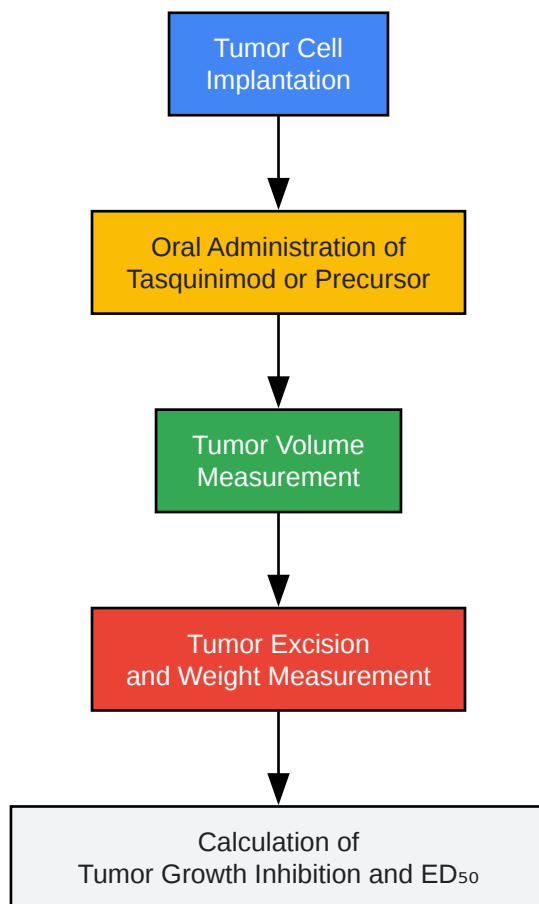 Tumor Cell
Implantation
Oral Administration of
Tasquinimod or Precursor
Tumor Volume
Measurement
Tumor Excision
and Weight Measurement
Calculation of
Tumor Growth Inhibition and ED₅₀